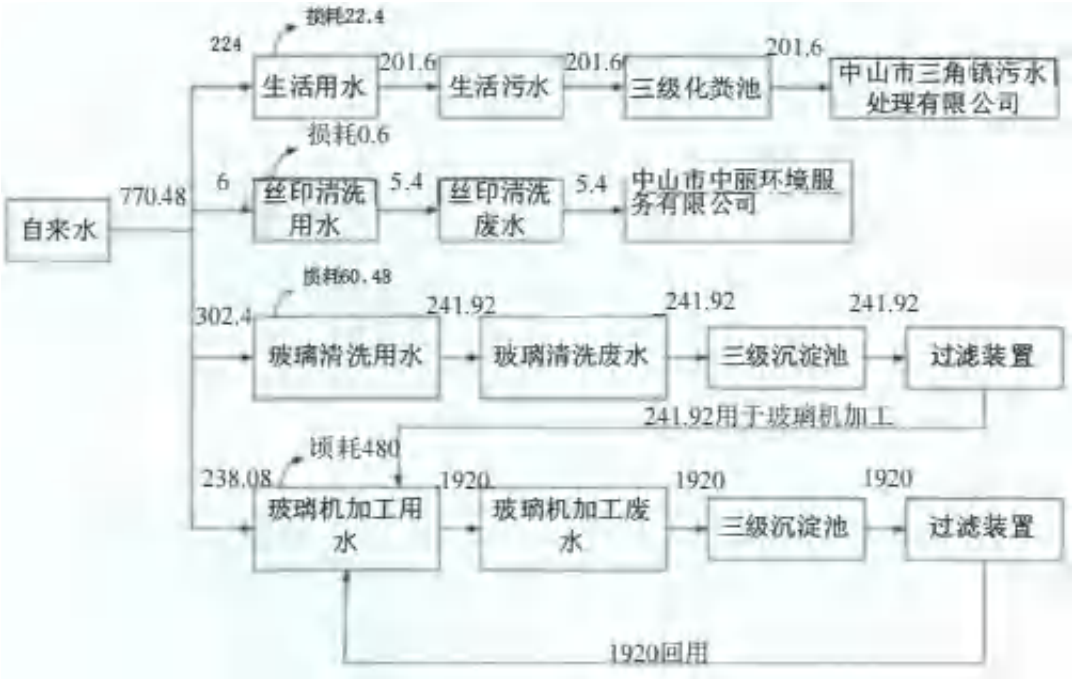 损耗22.4
224
生活用水
201.6
生活污水
201.6
三级化粪池
201.6
中山市三角镇污水
处理有限公司
损耗0.6
770.48
6
自来水
丝印清洗
用水
5.4
丝印清洗
废水
5.4
中山市中丽环境服
务有限公司
损耗60.48
302.4
玻璃清洗用水
241.92
玻璃清洗废水
241.92
三级沉淀池
241.92
过滤装置
241.92用于玻璃机加工
顷耗480
238.08
玻璃机加工用
水
1920
玻璃机加工废
水
1920
三级沉淀池
1920
过滤装置
1920回用